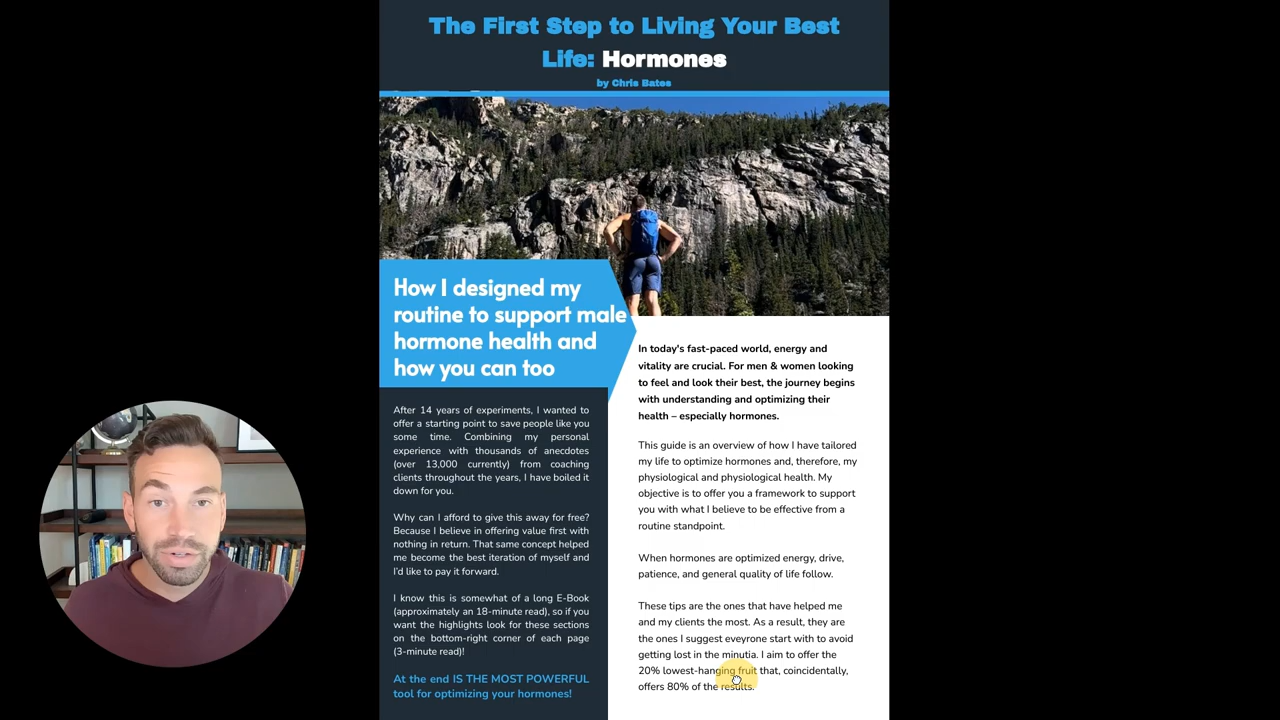 The First Step to Living Your Best
Life: Hormones
by Chris Bates
How I designed my
routine to support male
hormone health and
how you can too
After 14 years of experiments, I wanted to
offer a starting point to save people like you
some time. Combining my personal
experience with thousands of anecdotes
(over 13,000 currently) from coaching
clients throughout the years, I have boiled it
down for you.
Why can I afford to give this away for free?
Because I believe in offering value first with
nothing in return. That same concept helped
me become the best iteration of myself and
I'd like to pay it forward.
I know this is somewhat of a long E-Book
(approximately an 18-minute read), so if you
want the highlights look for these sections
on the bottom-right corner of each page
(3-minute read)!
At the end IS THE MOST POWERFUL
tool for optimizing your hormones!
In today's fast-paced world, energy and
vitality are crucial. For men & women looking
to feel and look their best, the journey begins
with understanding and optimizing their
health – especially hormones.
This guide is an overview of how I have tailored
my life to optimize hormones and, therefore, my
physiological and physiological health. My
objective is to offer you a framework to support
you with what I believe to be effective from a
routine standpoint.
When hormones are optimized energy, drive,
patience, and general quality of life follow.
These tips are the ones that have helped me
and my clients the most. As a result, they are
the ones I suggest eveyrone start with to avoid
getting lost in the minutia. I aim to offer the
20% lowest-hanging fruit that, coincidentally,
offers 80% of the results.